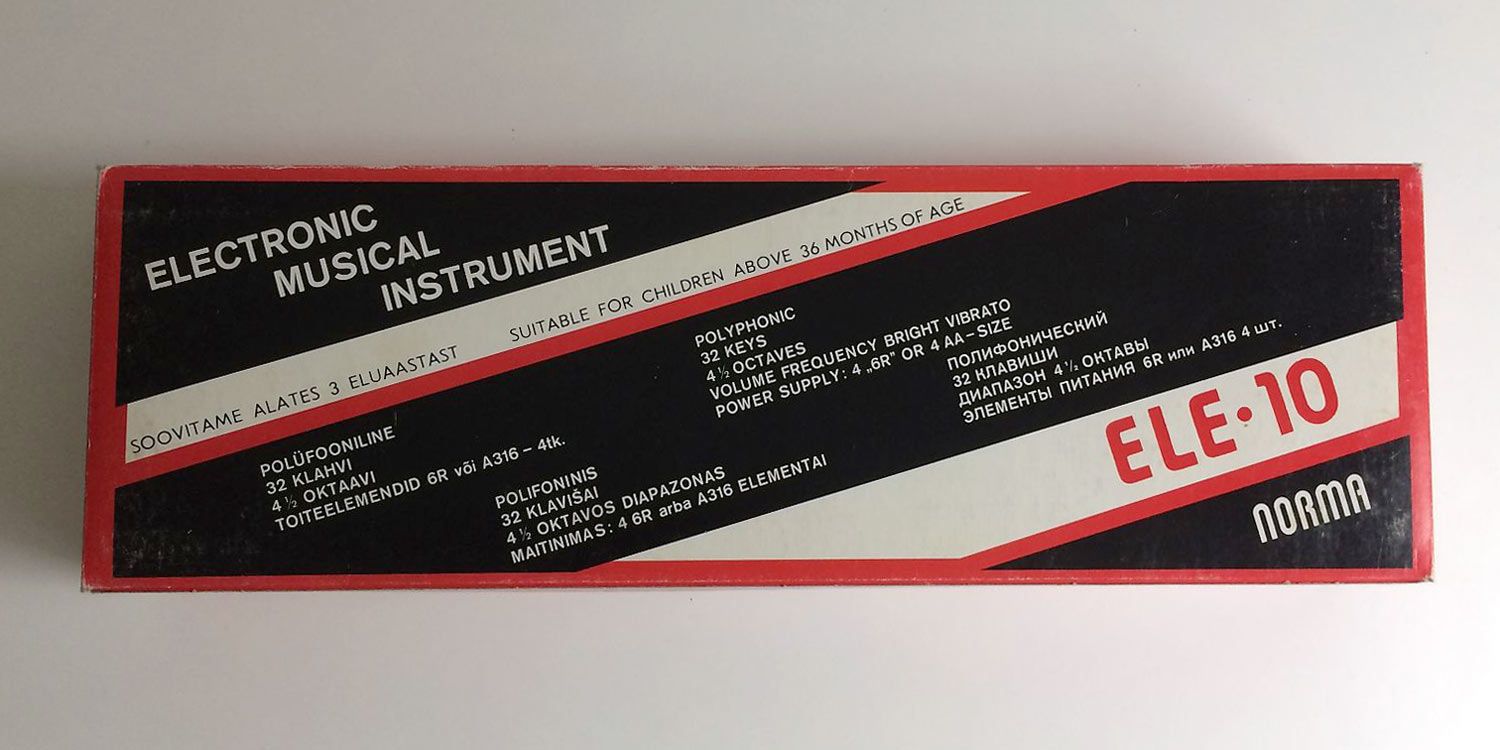 ELECTRONIC
MUSICAL
INSTRUMENT
SOOVITAME ALATES 3 ELUAASTAST
SUITABLE FOR CHILDREN ABOVE 36 MONTHS OF AGE
POLÜFOONILINE
32 KLAHVI
4 ½ OKTAAVI
TOITEELEMENDID 6R või A316 – 4tk.
POLIFONINIS
32 KLAVIŠAI
4 ½ OKTAVOS DIAPAZONAS
MAITINIMAS: 4 6R arba A316 ELEMENTAI
POLYPHONIC
32 KEYS
4 ½ OCTAVES
VOLUME FREQUENCY BRIGHT VIBRATO
POWER SUPPLY: 4 „6R” OR 4 AA–SIZE
ПОЛИФОНИЧЕСКИЙ
32 КЛАВИШИ
ДИАПАЗОН 4 ½ ОКТАВЫ
ЭЛЕМЕНТЫ ПИТАНИЯ 6R или А316 4 шт.
ELE·10
NORMA